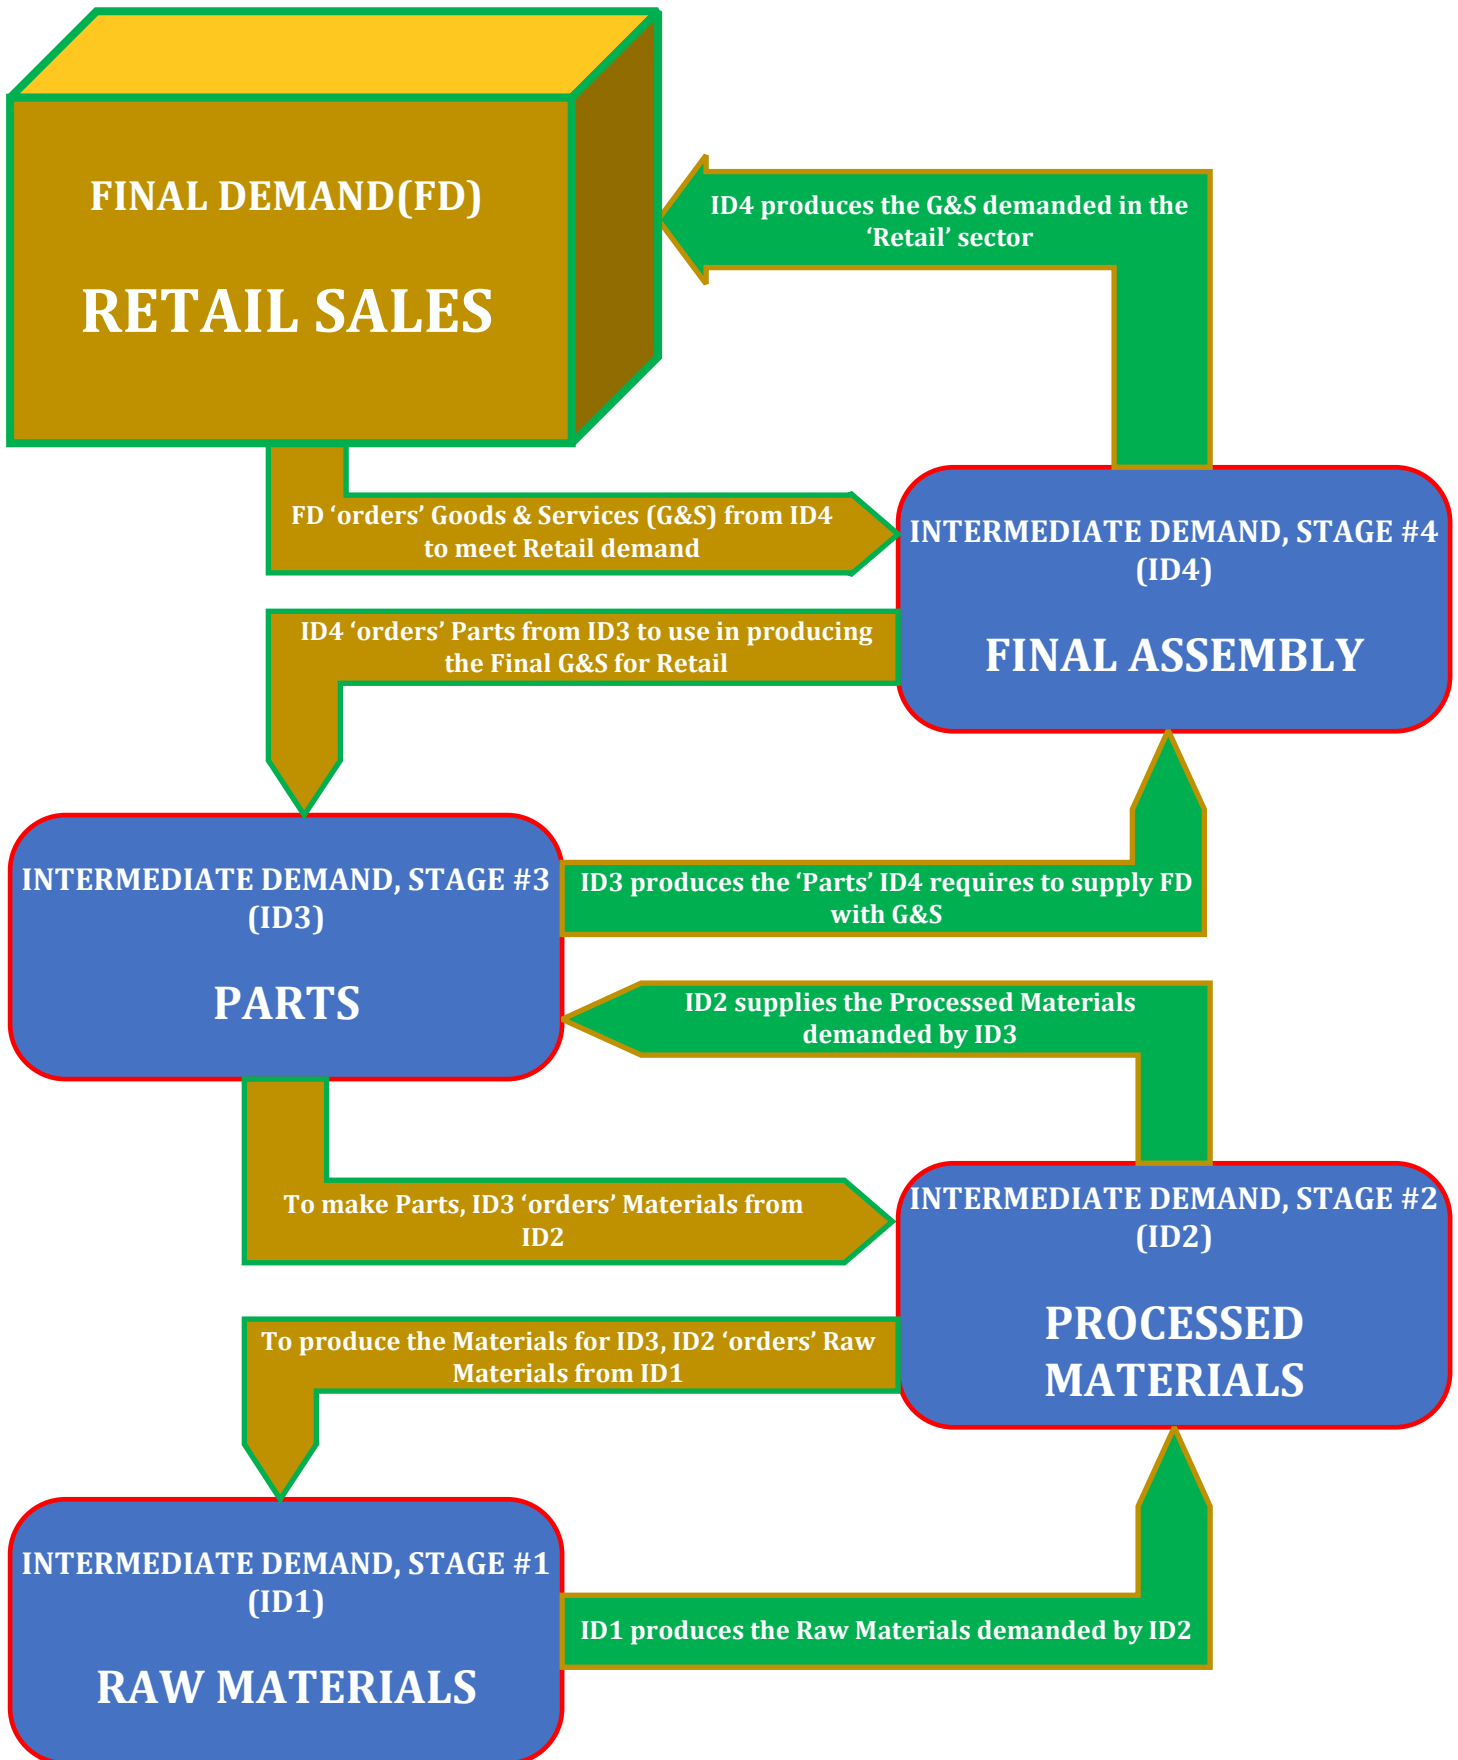 FINAL DEMAND(FD)
RETAIL SALES
ID4 produces the G&S demanded in the
‘Retail’ sector
FD ‘orders’ Goods & Services (G&S) from ID4
to meet Retail demand
INTERMEDIATE DEMAND, STAGE #4
(ID4)
FINAL ASSEMBLY
ID4 ‘orders’ Parts from ID3 to use in producing
the Final G&S for Retail
INTERMEDIATE DEMAND, STAGE #3
(ID3)
PARTS
ID3 produces the ‘Parts’ ID4 requires to supply FD
with G&S
ID2 supplies the Processed Materials
demanded by ID3
To make Parts, ID3 ‘orders’ Materials from
ID2
INTERMEDIATE DEMAND, STAGE #2
(ID2)
PROCESSED
MATERIALS
To produce the Materials for ID3, ID2 ‘orders’ Raw
Materials from ID1
INTERMEDIATE DEMAND, STAGE #1
(ID1)
RAW MATERIALS
ID1 produces the Raw Materials demanded by ID2